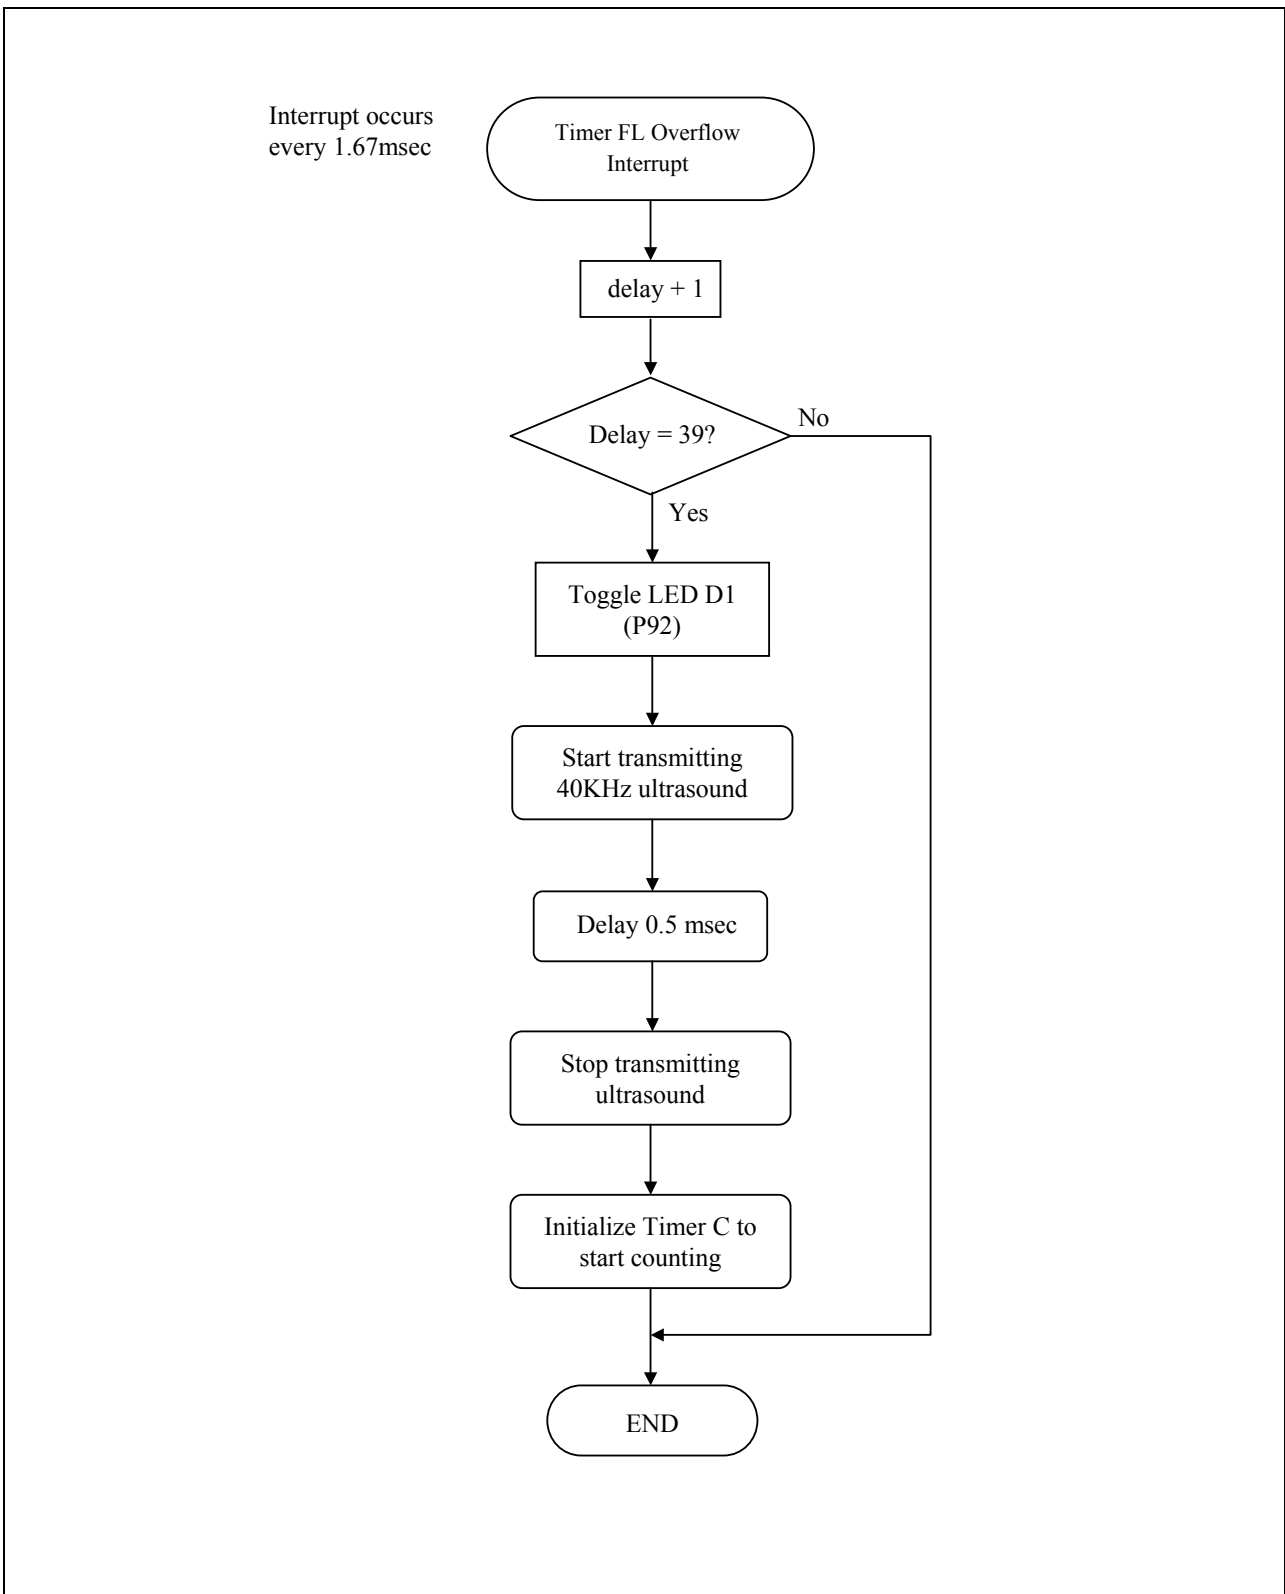 Interrupt occurs
every 1.67msec
Timer FL Overflow
Interrupt
delay + 1
Delay = 39?
No
Yes
Toggle LED D1
(P92)
Start transmitting
40KHz ultrasound
Delay 0.5 msec
Stop transmitting
ultrasound
Initialize Timer C to
start counting
END